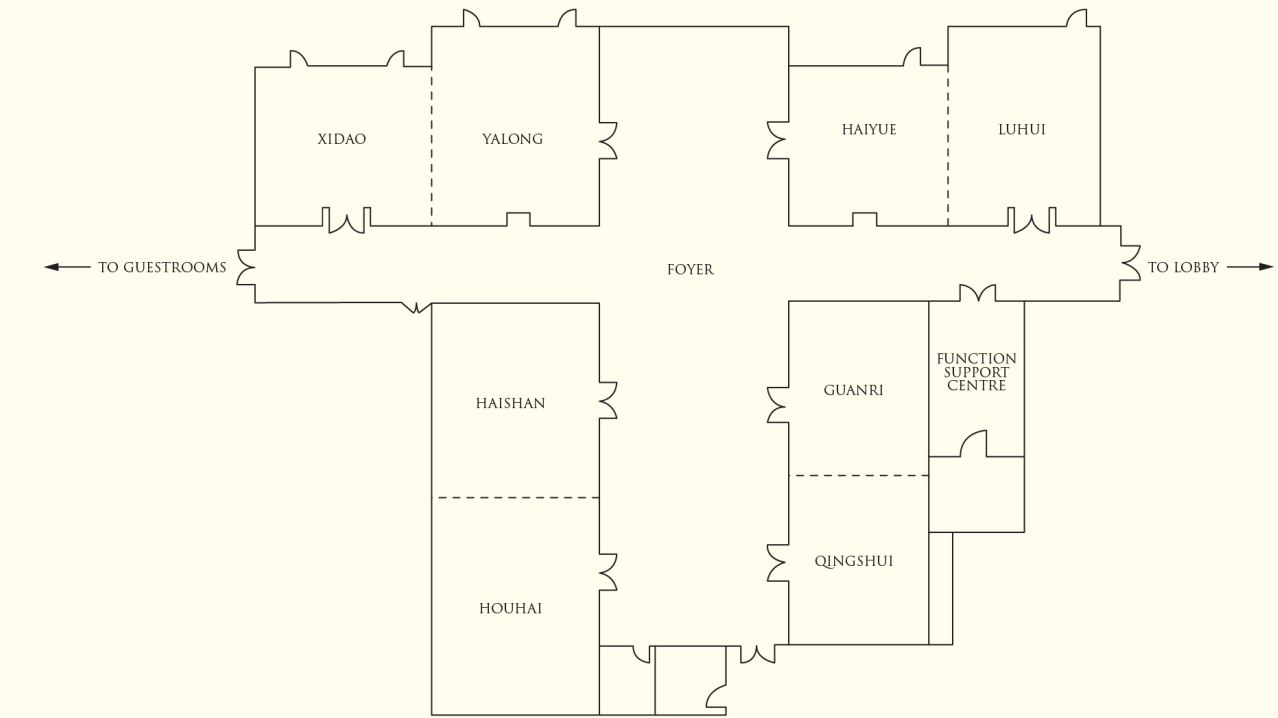 XIDAO
YALONG
HAIYUE
LUHUI
TO GUESTROOMS
FOYER
TO LOBBY
HAISHAN
GUANRI
FUNCTION
SUPPORT
CENTRE
HOUHAI
QINGSHUI